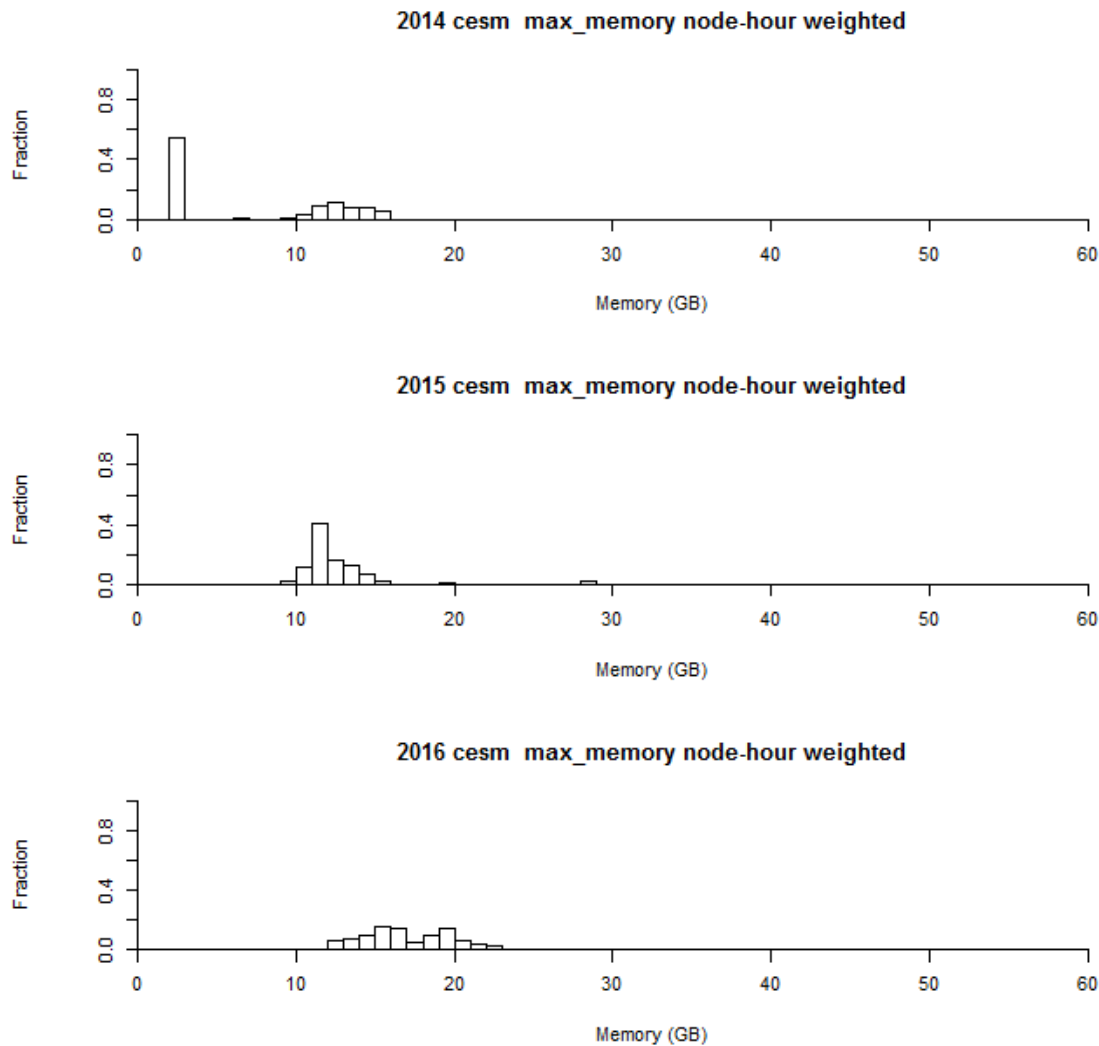 2014 cesm  max_memory node-hour weighted
Fraction
0.8
0.4
0.0
0 10 20 30 40 50 60
Memory (GB)
2015 cesm  max_memory node-hour weighted
Fraction
0.8
0.4
0.0
0 10 20 30 40 50 60
Memory (GB)
2016 cesm  max_memory node-hour weighted
Fraction
0.8
0.4
0.0
0 10 20 30 40 50 60
Memory (GB)